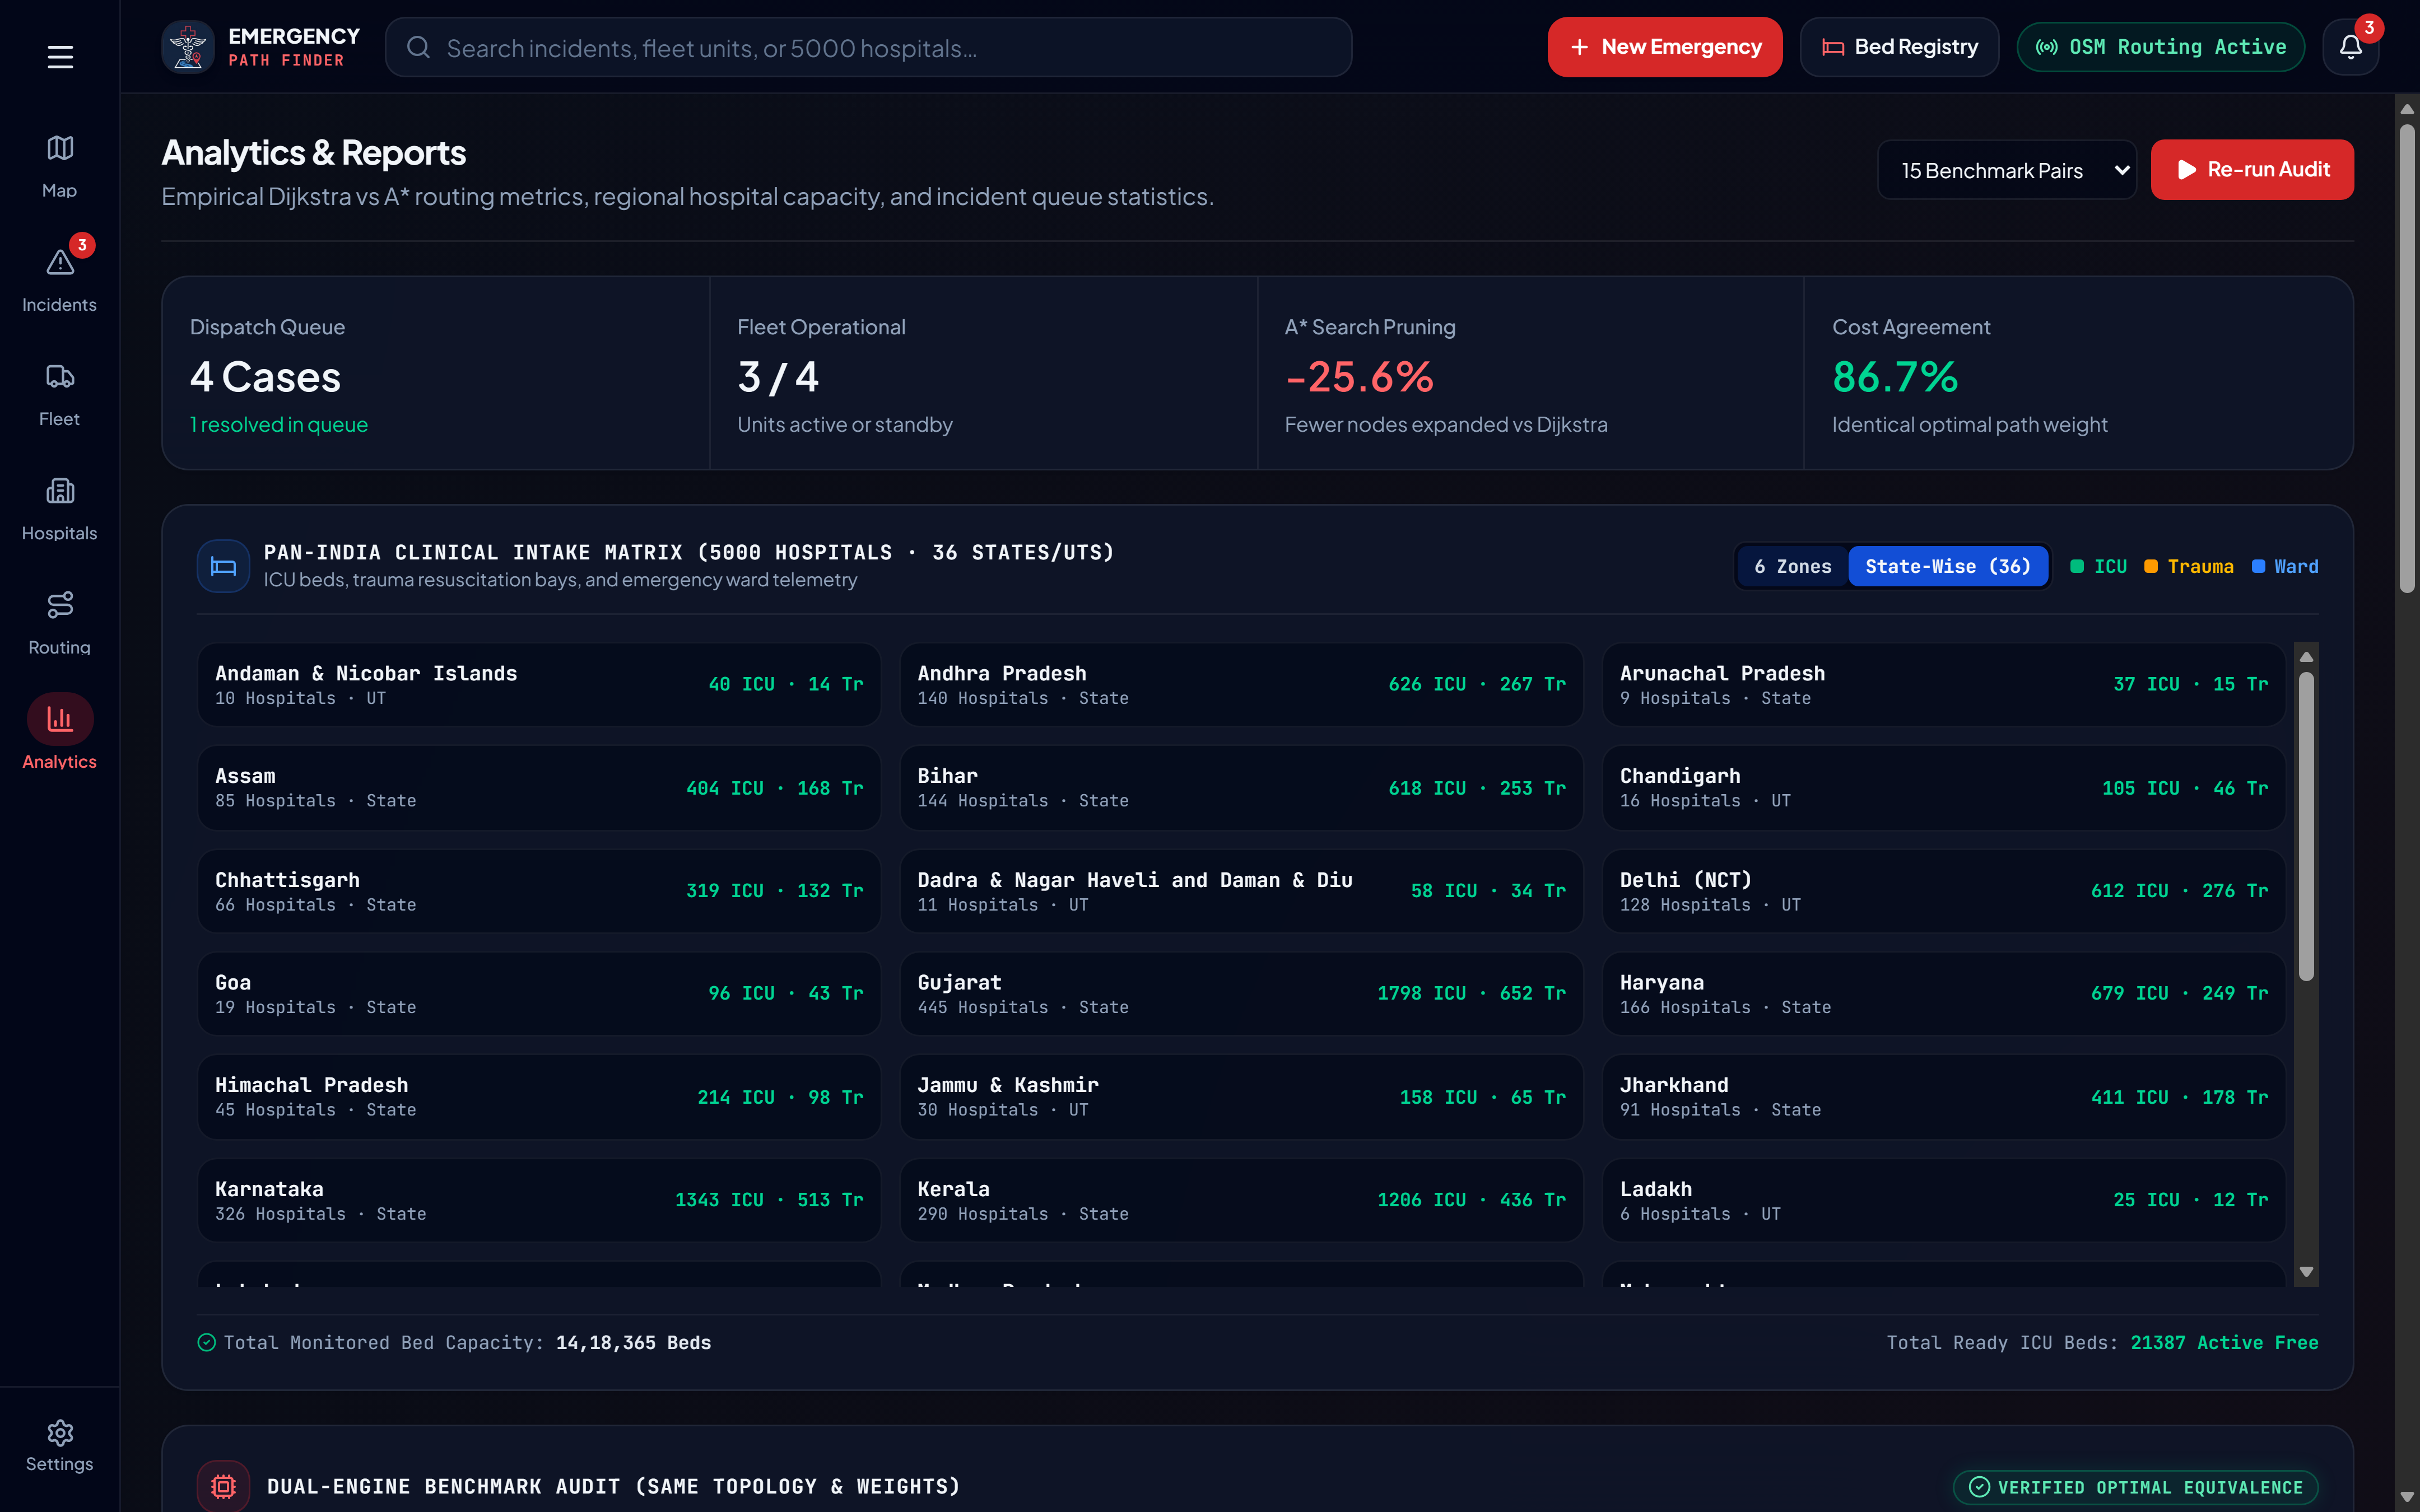 EMERGENCY
PATH FINDER
Search incidents, fleet units, or 5000 hospitals...
+ New Emergency
Bed Registry
OSM Routing Active
3
Map
3
Incidents
Fleet
Hospitals
Routing
Analytics
Settings
Analytics & Reports
Empirical Dijkstra vs A* routing metrics, regional hospital capacity, and incident queue statistics.
15 Benchmark Pairs
Re-run Audit
Dispatch Queue
4 Cases
1 resolved in queue
Fleet Operational
3 / 4
Units active or standby
A* Search Pruning
-25.6%
Fewer nodes expanded vs Dijkstra
Cost Agreement
86.7%
Identical optimal path weight
PAN-INDIA CLINICAL INTAKE MATRIX (5000 HOSPITALS · 36 STATES/UTS)
ICU beds, trauma resuscitation bays, and emergency ward telemetry
6 Zones
State-Wise (36)
ICU
Trauma
Ward
Andaman & Nicobar Islands
10 Hospitals · UT
40 ICU · 14 Tr
Andhra Pradesh
140 Hospitals · State
626 ICU · 267 Tr
Arunachal Pradesh
9 Hospitals · State
37 ICU · 15 Tr
Assam
85 Hospitals · State
404 ICU · 168 Tr
Bihar
144 Hospitals · State
618 ICU · 253 Tr
Chandigarh
16 Hospitals · UT
105 ICU · 46 Tr
Chhattisgarh
66 Hospitals · State
319 ICU · 132 Tr
Dadra & Nagar Haveli and Daman & Diu
11 Hospitals · UT
58 ICU · 34 Tr
Delhi (NCT)
128 Hospitals · UT
612 ICU · 276 Tr
Goa
19 Hospitals · State
96 ICU · 43 Tr
Gujarat
445 Hospitals · State
1798 ICU · 652 Tr
Haryana
166 Hospitals · State
679 ICU · 249 Tr
Himachal Pradesh
45 Hospitals · State
214 ICU · 98 Tr
Jammu & Kashmir
30 Hospitals · UT
158 ICU · 65 Tr
Jharkhand
91 Hospitals · State
411 ICU · 178 Tr
Karnataka
326 Hospitals · State
1343 ICU · 513 Tr
Kerala
290 Hospitals · State
1206 ICU · 436 Tr
Ladakh
6 Hospitals · UT
25 ICU · 12 Tr
Total Monitored Bed Capacity: 14,18,365 Beds
Total Ready ICU Beds: 21387 Active Free
DUAL-ENGINE BENCHMARK AUDIT (SAME TOPOLOGY & WEIGHTS)
VERIFIED OPTIMAL EQUIVALENCE